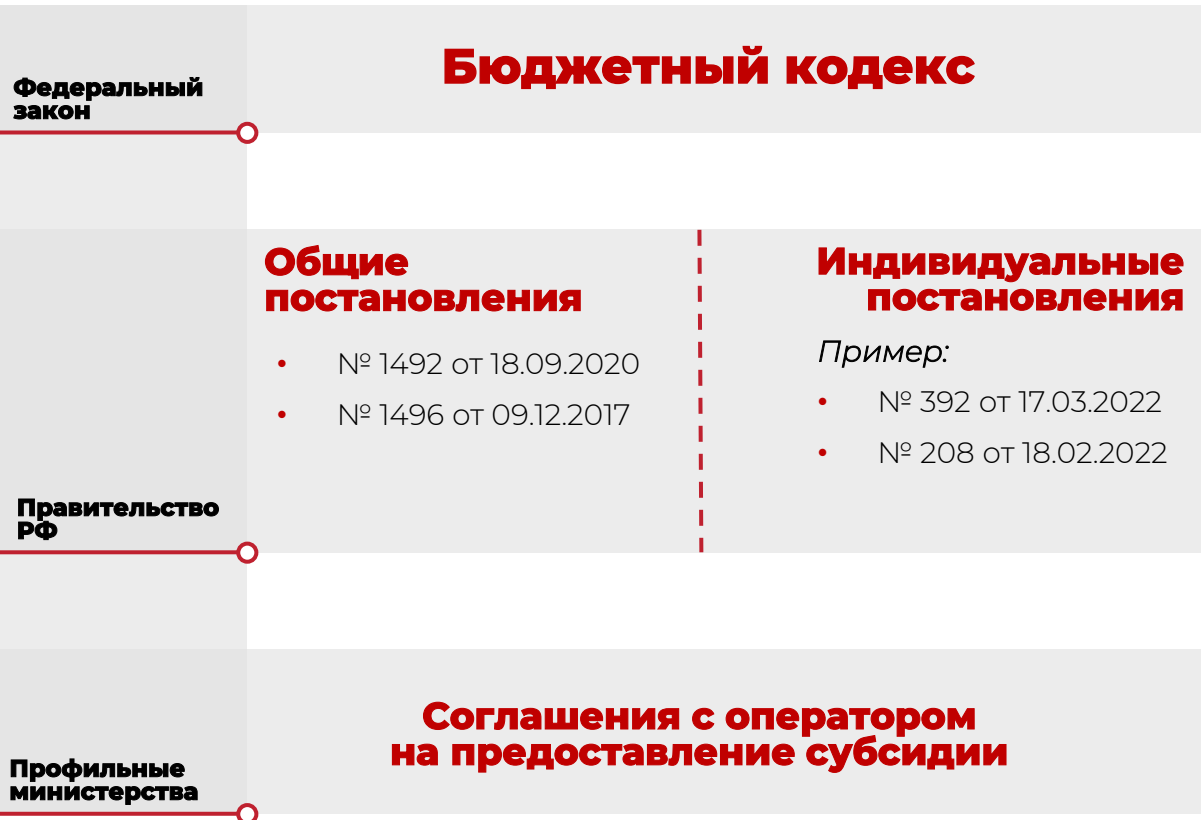 Федеральный
закон
Бюджетный кодекс
Общие
постановления
• № 1492 от 18.09.2020
• № 1496 от 09.12.2017
Индивидуальные
постановления
Пример:
• № 392 от 17.03.2022
• № 208 от 18.02.2022
Правительство
РФ
Соглашения с оператором
на предоставление субсидии
Профильные
министерства